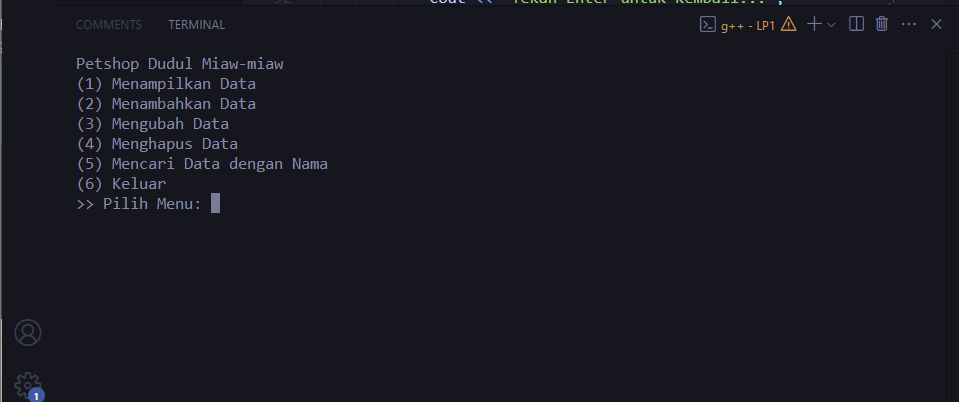 COMMENTS TERMINAL g++ - LP1
Petshop Dudul Miaw-miaw
(1) Menampilkan Data
(2) Menambahkan Data
(3) Mengubah Data
(4) Menghapus Data
(5) Mencari Data dengan Nama
(6) Keluar
>> Pilih Menu:
1